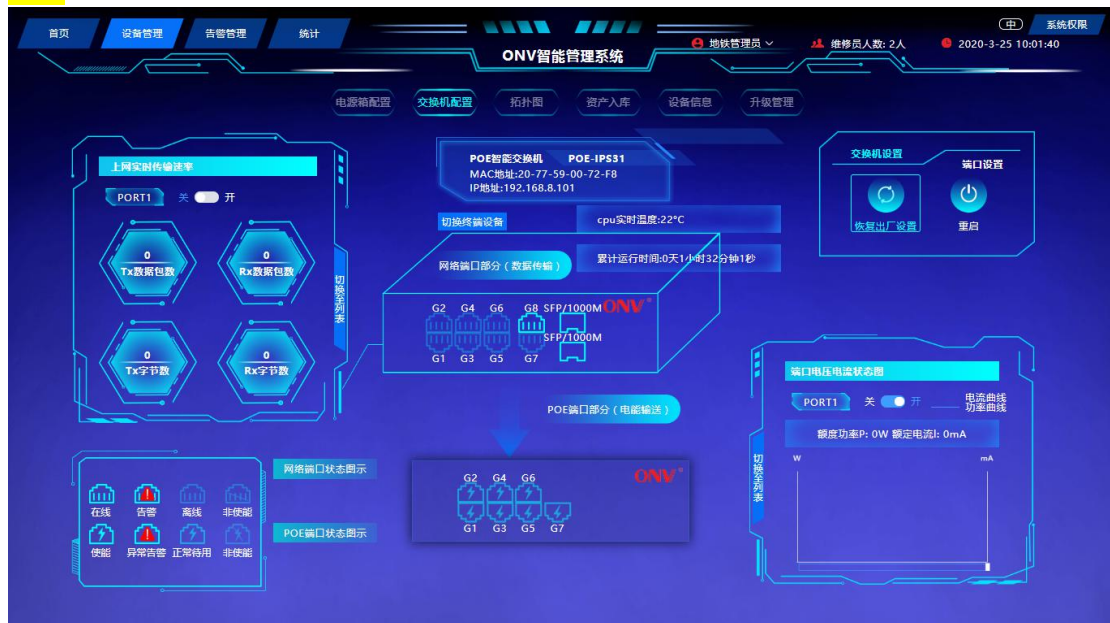 首页
设备管理
告警管理
统计
ONV智能管理系统
中
系统权限
地铁管理员
维修员人数: 2人
2020-3-25 10:01:40
电源箱配置
交换机配置
拓扑图
资产入库
设备信息
升级管理
上网实时传输速率
PORT1 关 开
0
Tx数据包数
0
Rx数据包数
0
Tx字节数
0
Rx字节数
切换至列表
POE智能交换机 POE-IPS31
MAC地址:20-77-59-00-72-F8
IP地址:192.168.8.101
切换终端设备
cpu实时温度:22°C
网络端口部分 ( 数据传输 )
累计运行时间:0天1小时32分钟1秒
G2 G4 G6 G8 SFP/1000M ONV
SFP/1000M
G1 G3 G5 G7
POE端口部分 ( 电能输送 )
G2 G4 G6
ONV
G1 G3 G5 G7
交换机设置
端口设置
恢复出厂设置
重启
端口电压电流状态图
PORT1 关 开
电流曲线
功率曲线
额度功率P: 0W 额定电流I: 0mA
W
mA
切换至列表
网络端口状态图示
在线 告警 离线 非使能
POE端口状态图示
使能 异常告警 正常待用 非使能